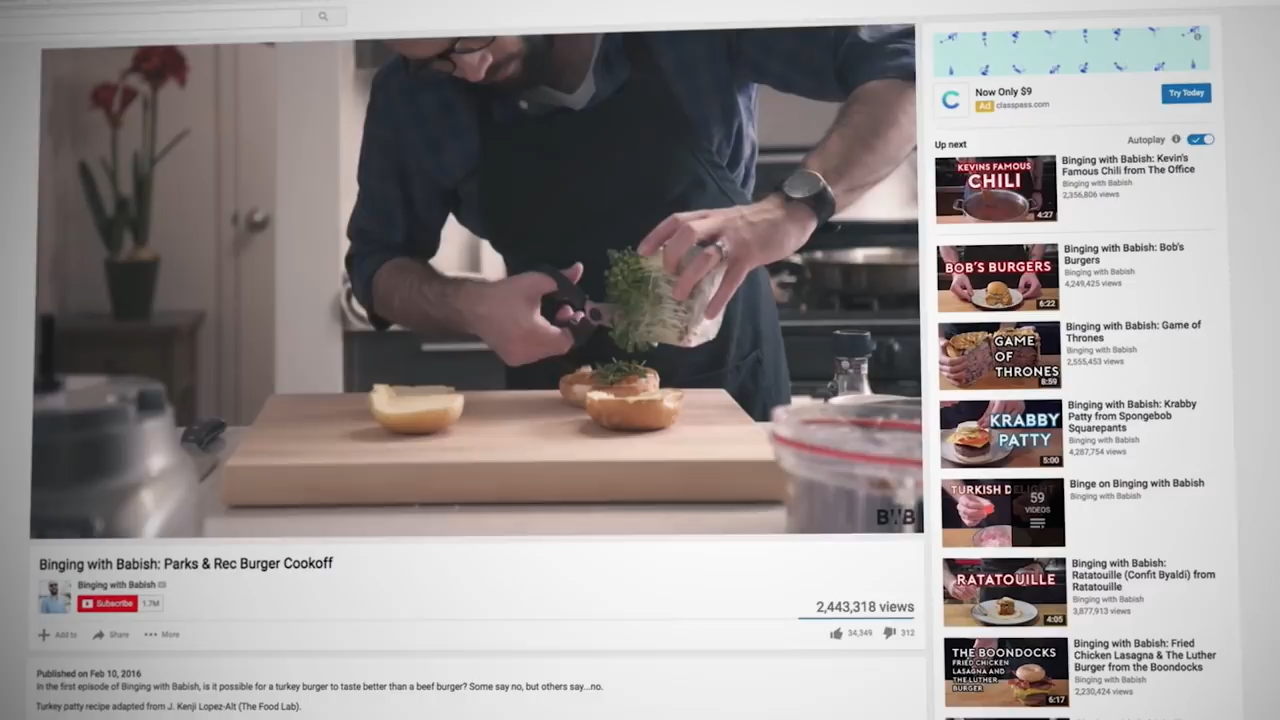 BWB
Binging with Babish: Parks & Rec Burger Cookoff
Binging with Babish
Subscribe 1.7M
2,443,318 views
Add to Share More
34,349 312
Published on Feb 10, 2016
In the first episode of Binging with Babish, is it possible for a turkey burger to taste better than a beef burger? Some say no, but others say...no.
Turkey patty recipe adapted from J. Kenji Lopez-Alt (The Food Lab).
Now Only $9
Ad classpass.com
Try Today
Up next
Autoplay
KEVINS FAMOUS
CHILI
4:27
Binging with Babish: Kevin's
Famous Chili from The Office
Binging with Babish
2,356,806 views
BOB'S BURGERS
6:22
Binging with Babish: Bob's
Burgers
Binging with Babish
4,249,425 views
GAME
OF
THRONES
8:59
Binging with Babish: Game of
Thrones
Binging with Babish
2,555,453 views
KRABBY
PATTY
5:00
Binging with Babish: Krabby
Patty from Spongebob
Squarepants
Binging with Babish
4,287,754 views
TURKISH DELIGHT
59
VIDEOS
Binge on Binging with Babish
Binging with Babish
RATATOUILLE
4:05
Binging with Babish:
Ratatouille (Confit Byaldi) from
Ratatouille
Binging with Babish
3,877,913 views
THE BOONDOCKS
FRIED CHICKEN
LASAGNA AND
THE LUTHER
BURGER
6:17
Binging with Babish: Fried
Chicken Lasagna & The Luther
Burger from the Boondocks
Binging with Babish
2,230,424 views